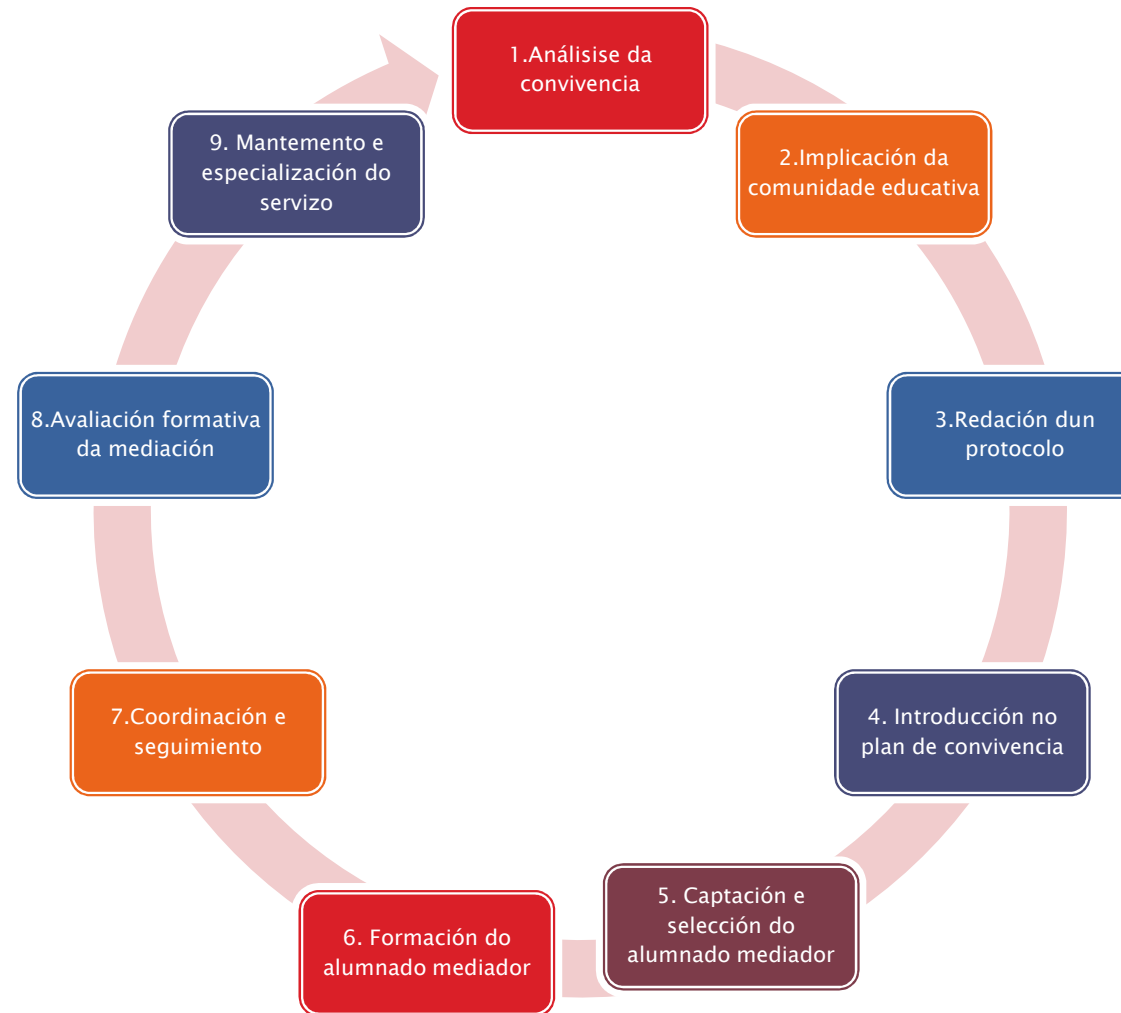 1.Análisise da
convivencia
2.Implicación da
comunidade educativa
3.Redación dun
protocolo
4. Introducción no
plan de convivencia
5. Captación e
selección do
alumnado mediador
6. Formación do
alumnado mediador
7.Coordinación e
seguimiento
8.Avaliación formativa
da mediación
9. Mantemento e
especialización do
servizo